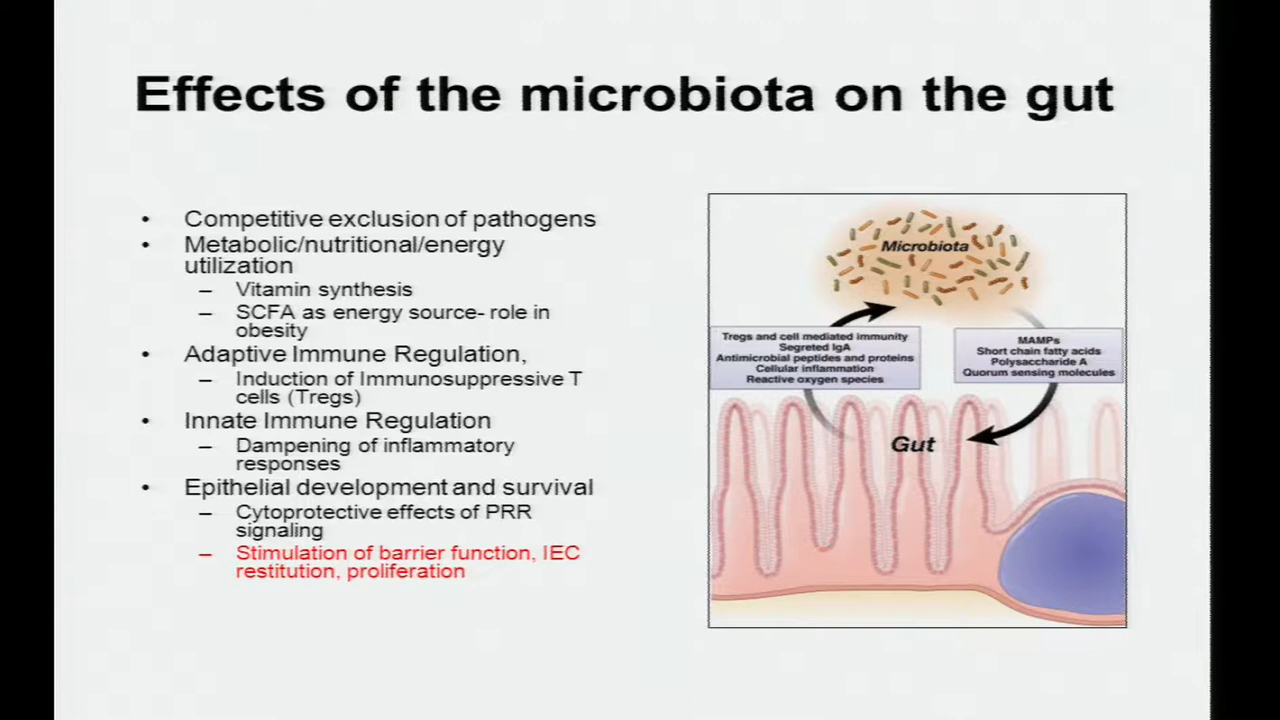 Effects of the microbiota on the gut
• Competitive exclusion of pathogens
• Metabolic/nutritional/energy
utilization
– Vitamin synthesis
– SCFA as energy source- role in
obesity
• Adaptive Immune Regulation,
– Induction of Immunosuppressive T
cells (Tregs)
• Innate Immune Regulation
– Dampening of inflammatory
responses
• Epithelial development and survival
– Cytoprotective effects of PRR
signaling
– Stimulation of barrier function, IEC
restitution, proliferation
Microbiota
Tregs and cell mediated immunity
Segreted IgA
Antimicrobial peptides and proteins
Cellular inflammation
Reactive oxygen species
MAMPs
Short chain fatty acids
Polysaccharide A
Quorum sensing molecules
Gut